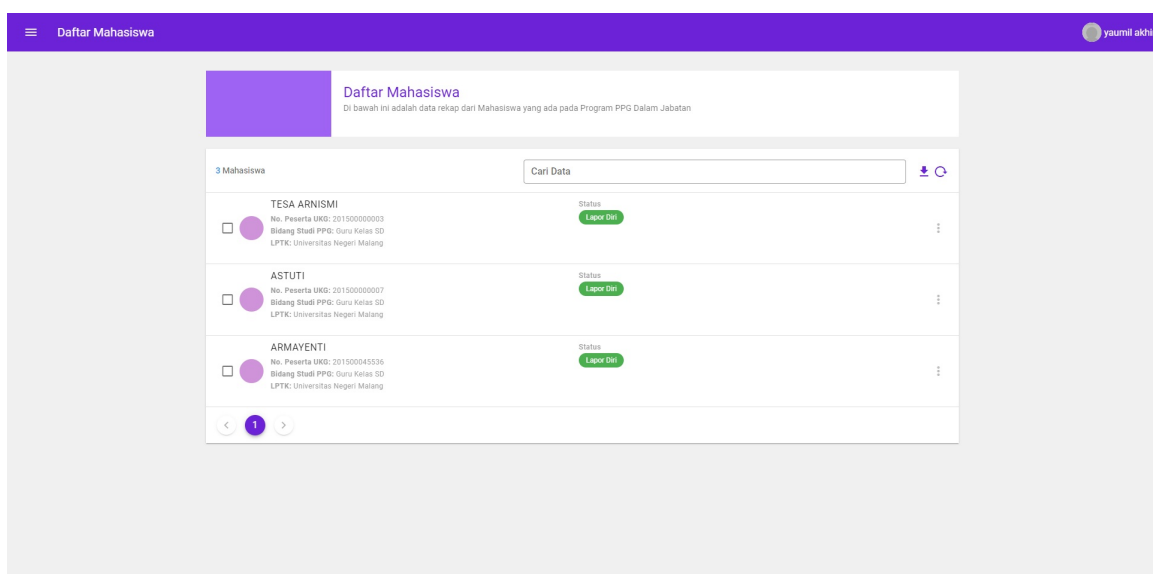 Daftar Mahasiswa
yaumil akhi
Daftar Mahasiswa
Di bawah ini adalah data rekap dari Mahasiswa yang ada pada Program PPG Dalam Jabatan
3 Mahasiswa
Cari Data
TESA ARNISMI
No. Peserta UKG: 201500000003
Bidang Studi PPG: Guru Kelas SD
LPTK: Universitas Negeri Malang
Status
Lapor Diri
ASTUTI
No. Peserta UKG: 201500000007
Bidang Studi PPG: Guru Kelas SD
LPTK: Universitas Negeri Malang
Status
Lapor Diri
ARMAYENTI
No. Peserta UKG: 201500045536
Bidang Studi PPG: Guru Kelas SD
LPTK: Universitas Negeri Malang
Status
Lapor Diri
1